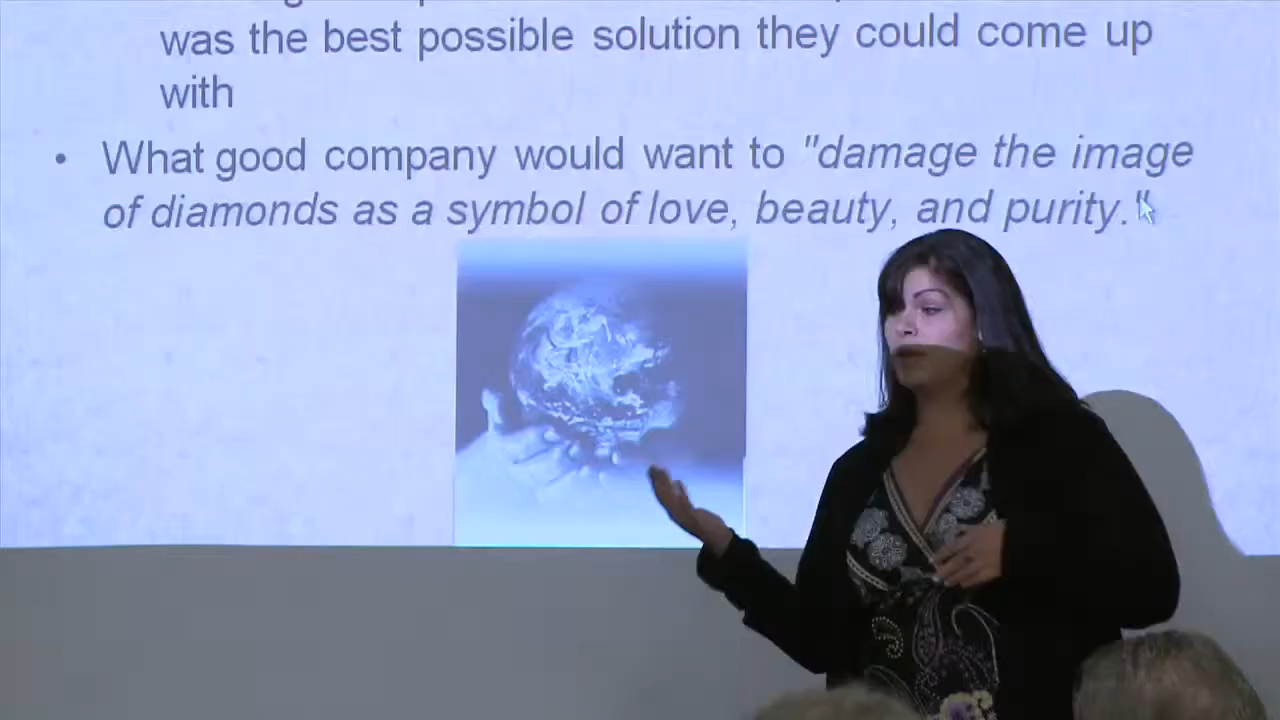 was the best possible solution they could come up
with
• What good company would want to "damage the image
of diamonds as a symbol of love, beauty, and purity."